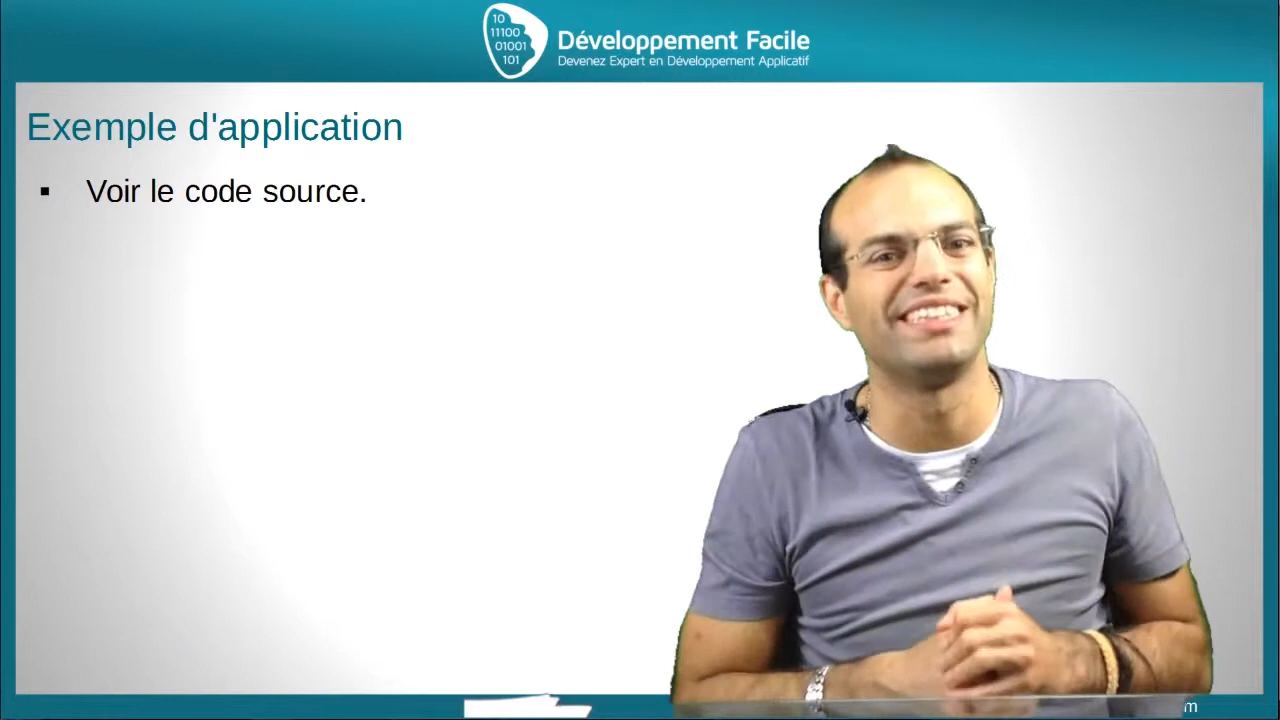 10
11100
01001
101
Développement Facile
Devenez Expert en Développement Applicatif
Exemple d'application
▪ Voir le code source.
m